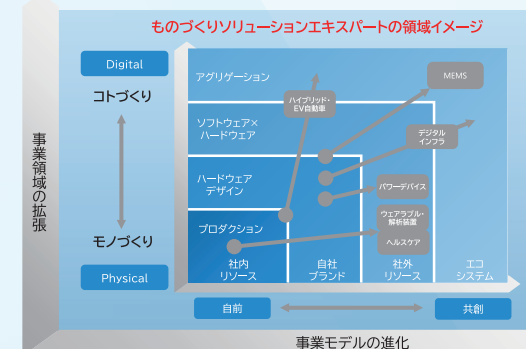 ものづくりソリューションエキスパートの領域イメージ
Digital
コトづくり
モノづくり
Physical
事業領域の拡張
アグリゲーション
ソフトウェア×
ハードウェア
ハードウェア
デザイン
プロダクション
MEMS
ハイブリッド・
EV自動車
デジタル
インフラ
パワーデバイス
ウェアラブル・
解析装置
ヘルスケア
社内
リソース
自社
ブランド
社外
リソース
エコ
システム
自前
共創
事業モデルの進化